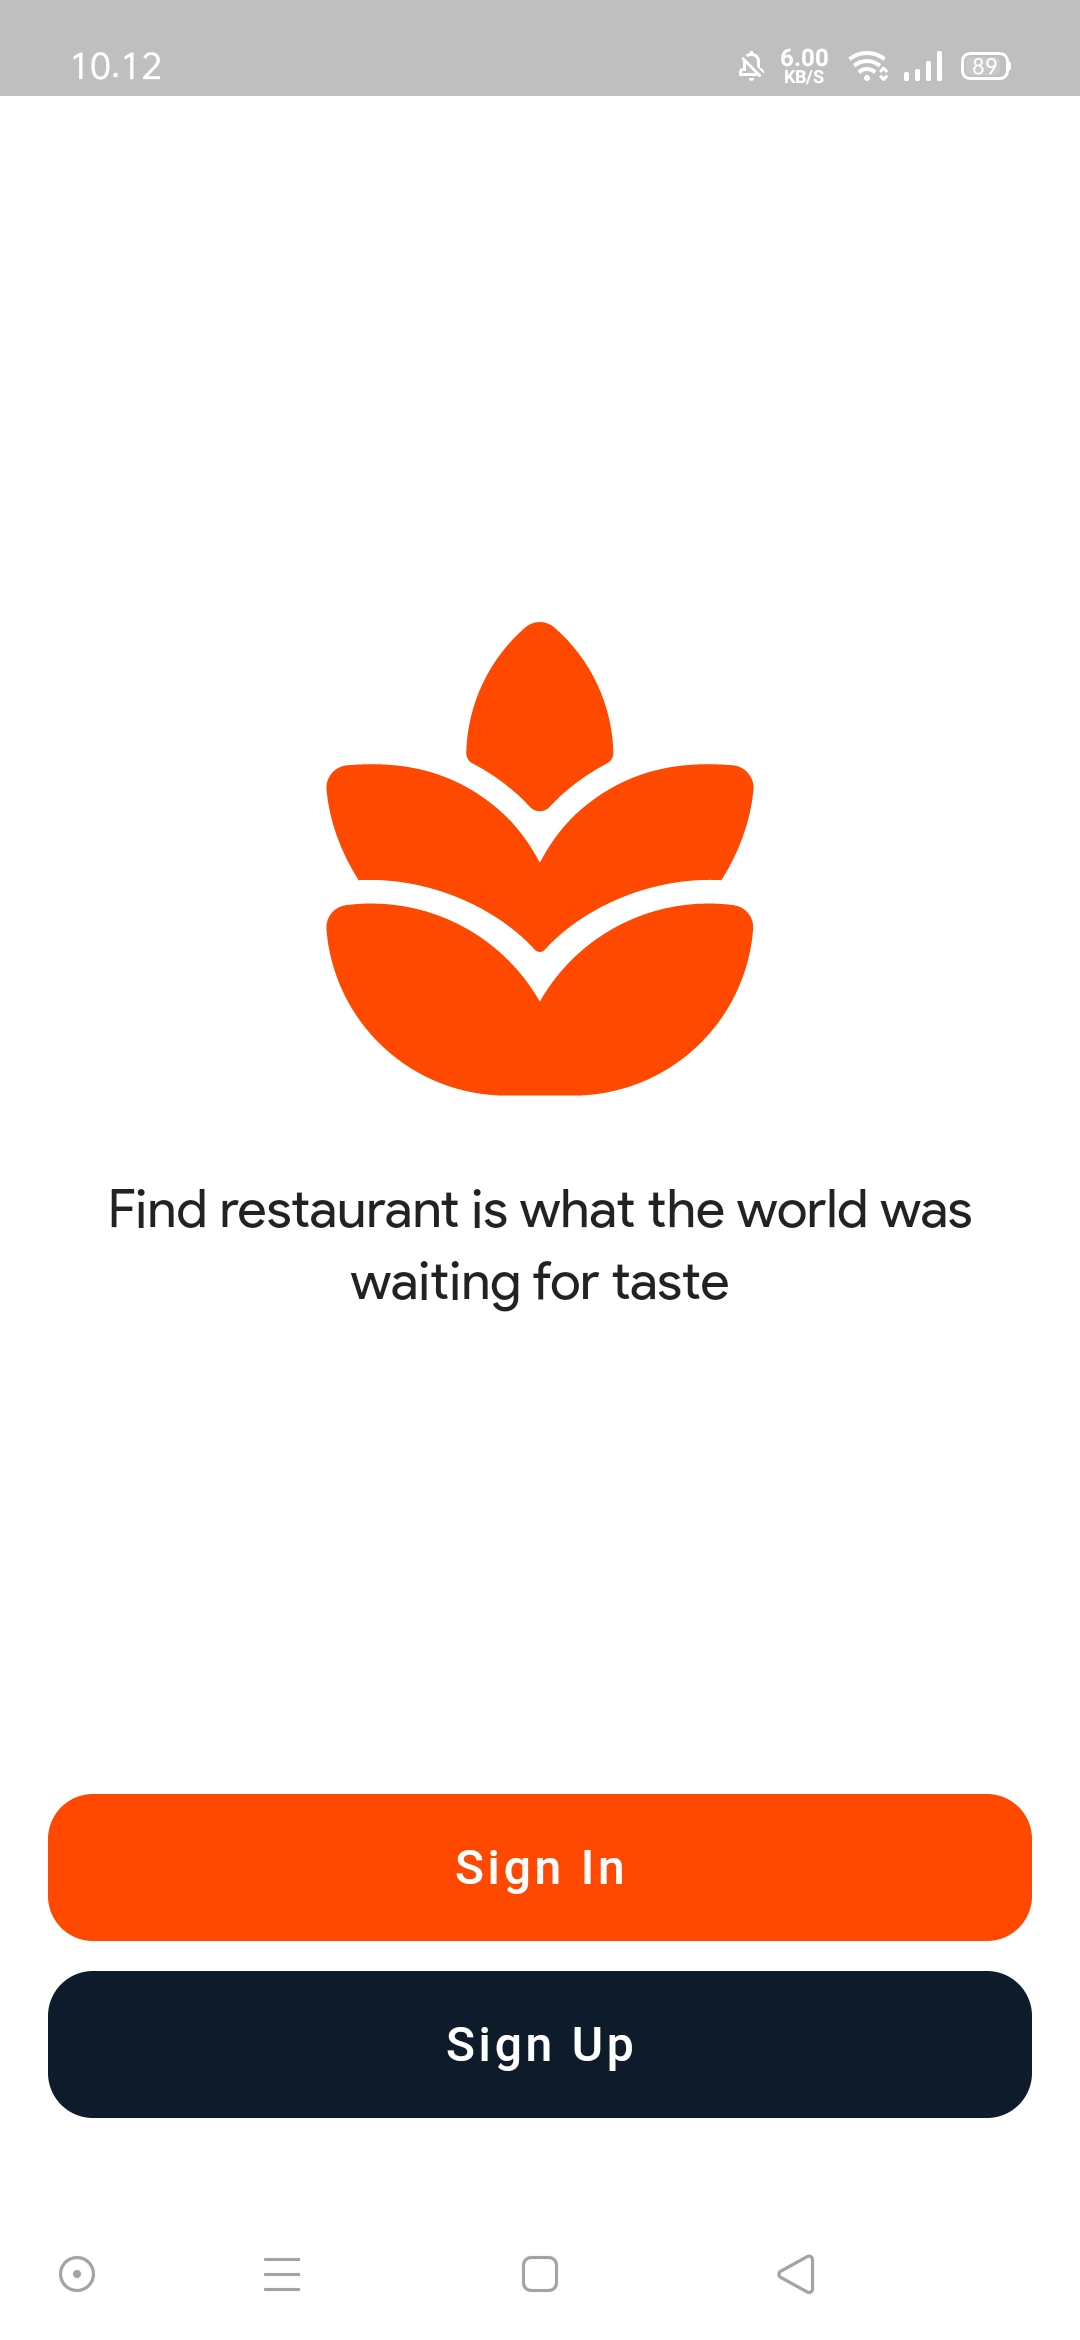 10.12
6.00
KB/S
89
Find restaurant is what the world was
waiting for taste
Sign In
Sign Up